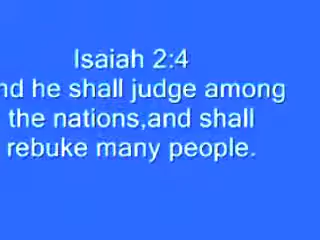 Isaiah 2:4
nd he shall judge among
the nations,and shall
rebuke many people.